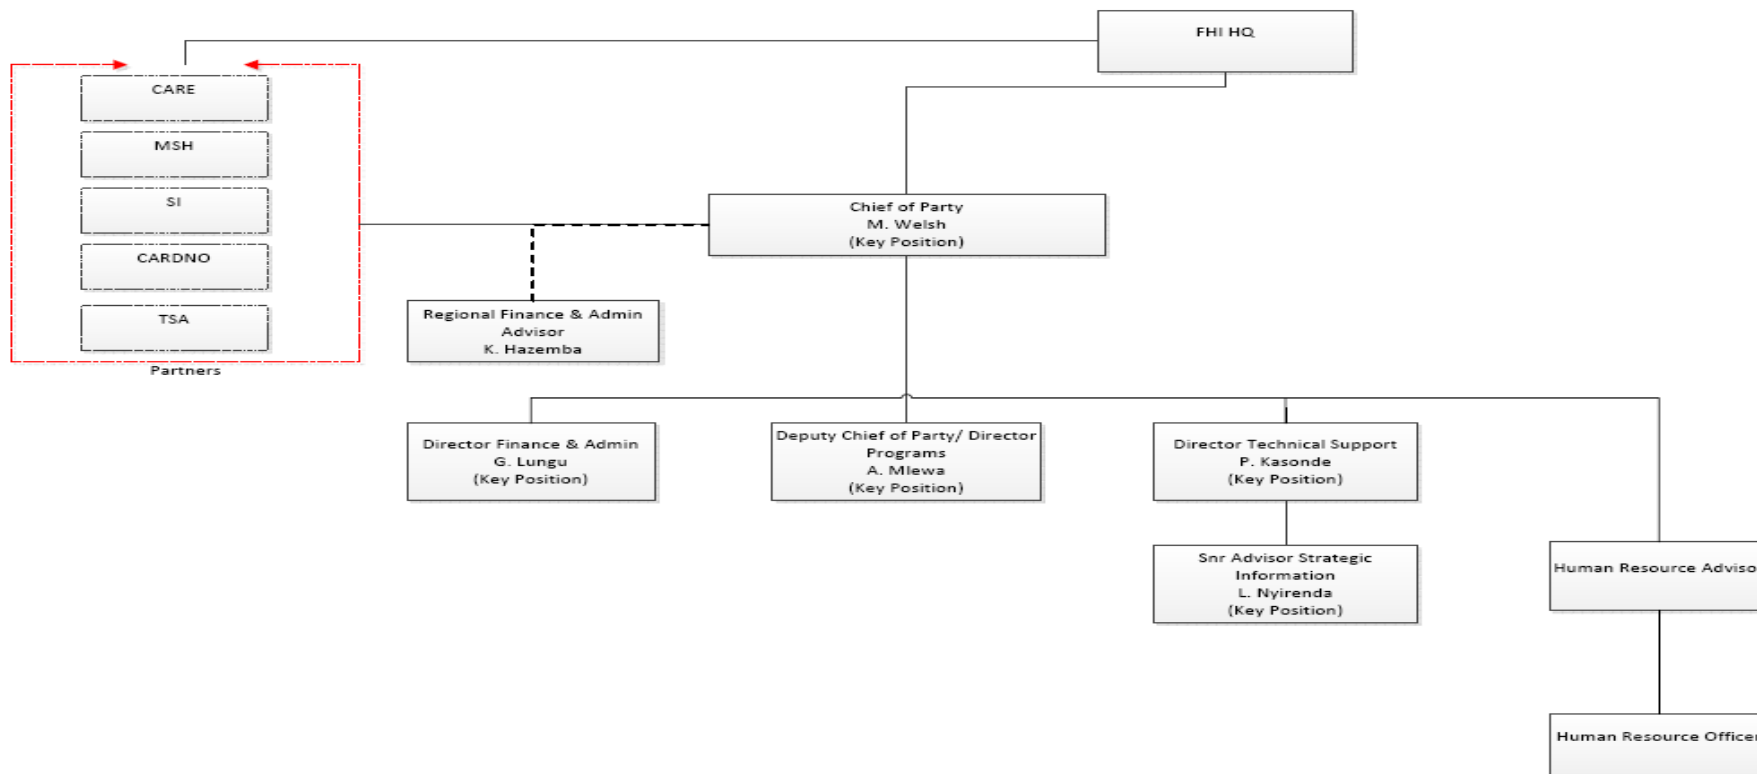 FHI HQ
CARE
MSH
SI
CARDNO
TSA
Partners
Chief of Party
M. Welsh
(Key Position)
Regional Finance & Admin
Advisor
K. Hazemba
Director Finance & Admin
G. Lungu
(Key Position)
Deputy Chief of Party/ Director
Programs
A. Mlewa
(Key Position)
Director Technical Support
P. Kasonde
(Key Position)
Snr Advisor Strategic
Information
L. Nyirenda
(Key Position)
Human Resource Adviso
Human Resource Officer